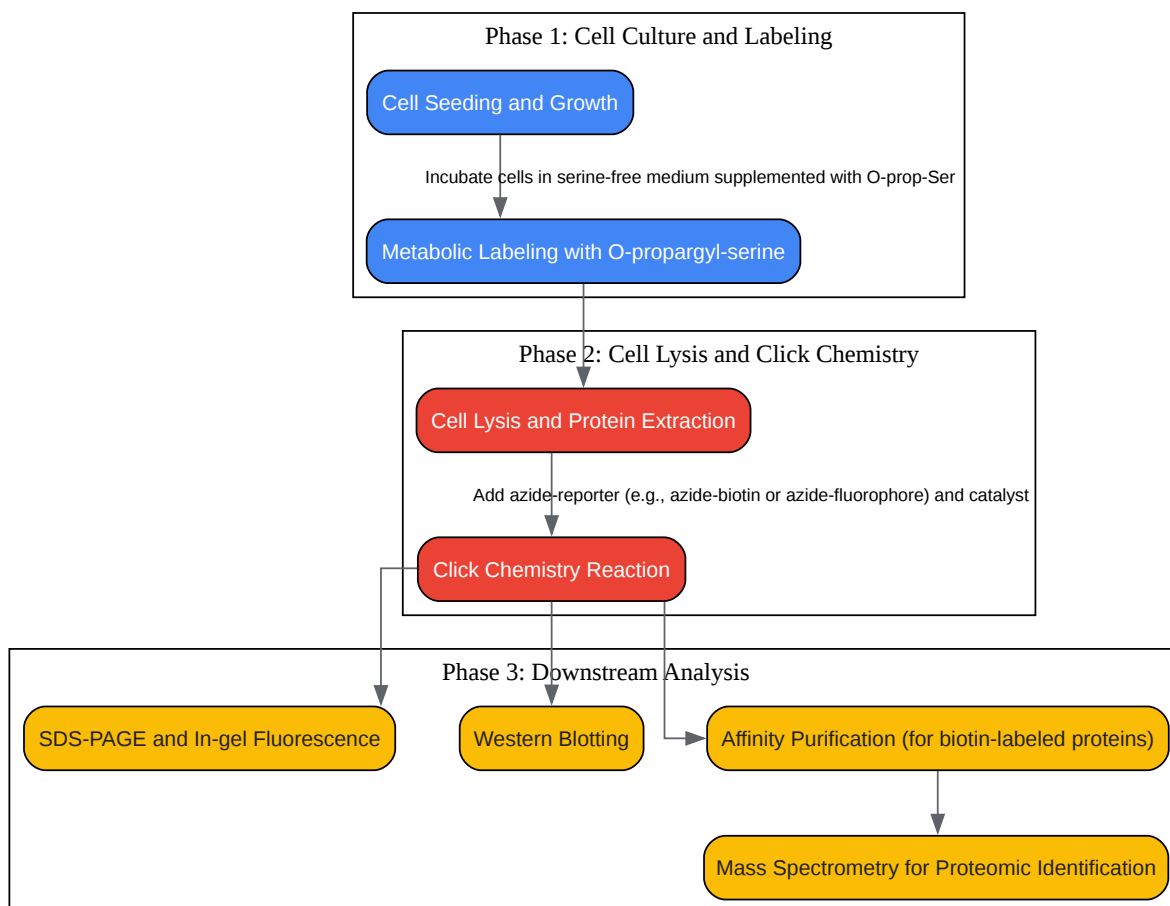 Phase 1: Cell Culture and Labeling
Cell Seeding and Growth
Incubate cells in serine-free medium supplemented with O-prop-Ser
Metabolic Labeling with O-propargyl-serine
Phase 2: Cell Lysis and Click Chemistry
Cell Lysis and Protein Extraction
Add azide-reporter (e.g., azide-biotin or azide-fluorophore) and catalyst
Click Chemistry Reaction
Phase 3: Downstream Analysis
SDS-PAGE and In-gel Fluorescence
Western Blotting
Affinity Purification (for biotin-labeled proteins)
Mass Spectrometry for Proteomic Identification